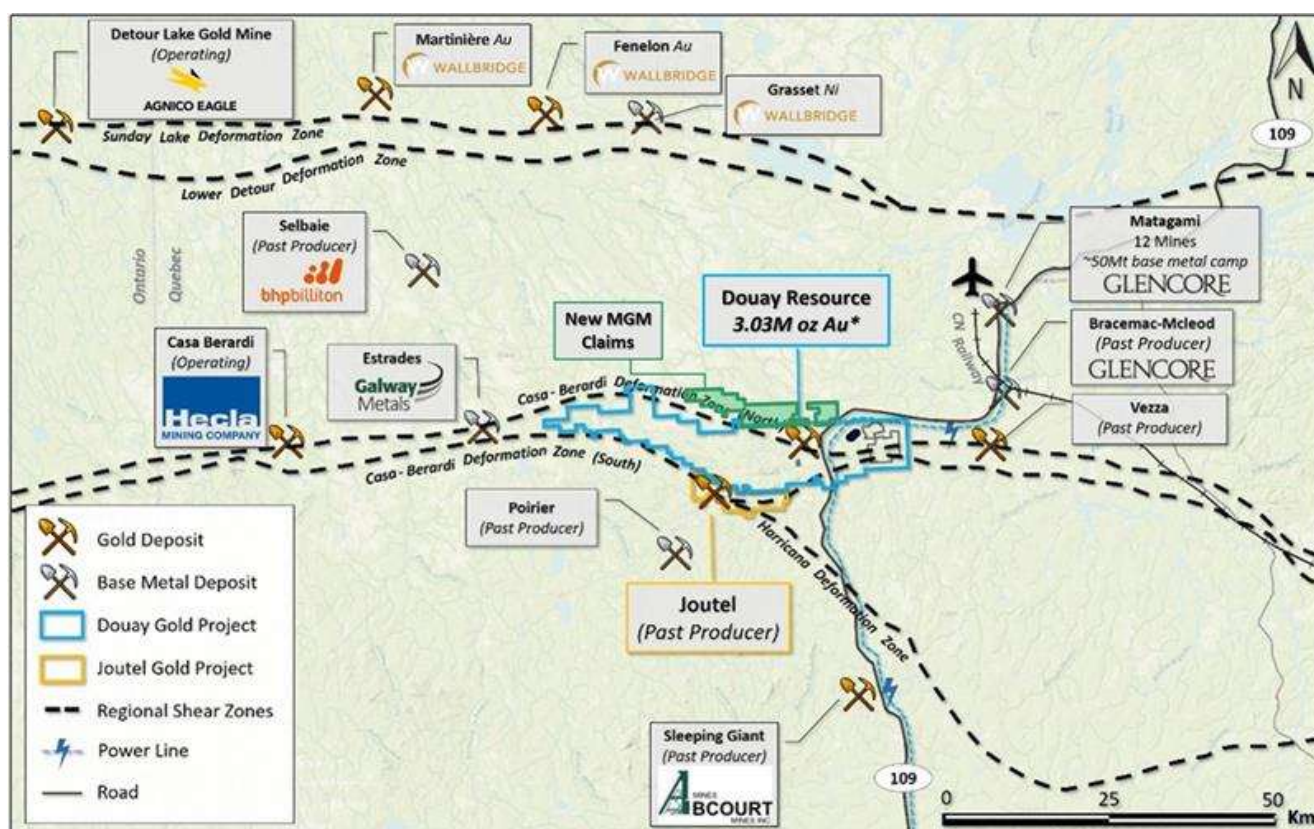 Detour Lake Gold Mine
(Operating)
AGNICO EAGLE
Martinière Au
WALLBRIDGE
Fenelon Au
WALLBRIDGE
Grasset Ni
WALLBRIDGE
N
109
Sunday Lake Deformation Zone
Lower Detour Deformation Zone
Ontario
Quebec
Selbaie
(Past Producer)
bhpbilliton
Matagami
12 Mines
~50Mt base metal camp
GLENCORE
Douay Resource
3.03M oz Au*
New MGM
Claims
CN Railway
Bracemac-Mcleod
(Past Producer)
GLENCORE
Casa Berardi
(Operating)
Hecla
MINING COMPANY
Estrades
Galway
Metals
Casa-Berardi Deformation Zone (North)
Vezza
(Past Producer)
Casa-Berardi Deformation Zone (South)
Poirier
(Past Producer)
Harricana Deformation Zone
Joutel
(Past Producer)
Gold Deposit
Base Metal Deposit
Douay Gold Project
Joutel Gold Project
Regional Shear Zones
Power Line
Road
Sleeping Giant
(Past Producer)
MINES
ABCOURT
MINES INC
109
0
25
50
Km